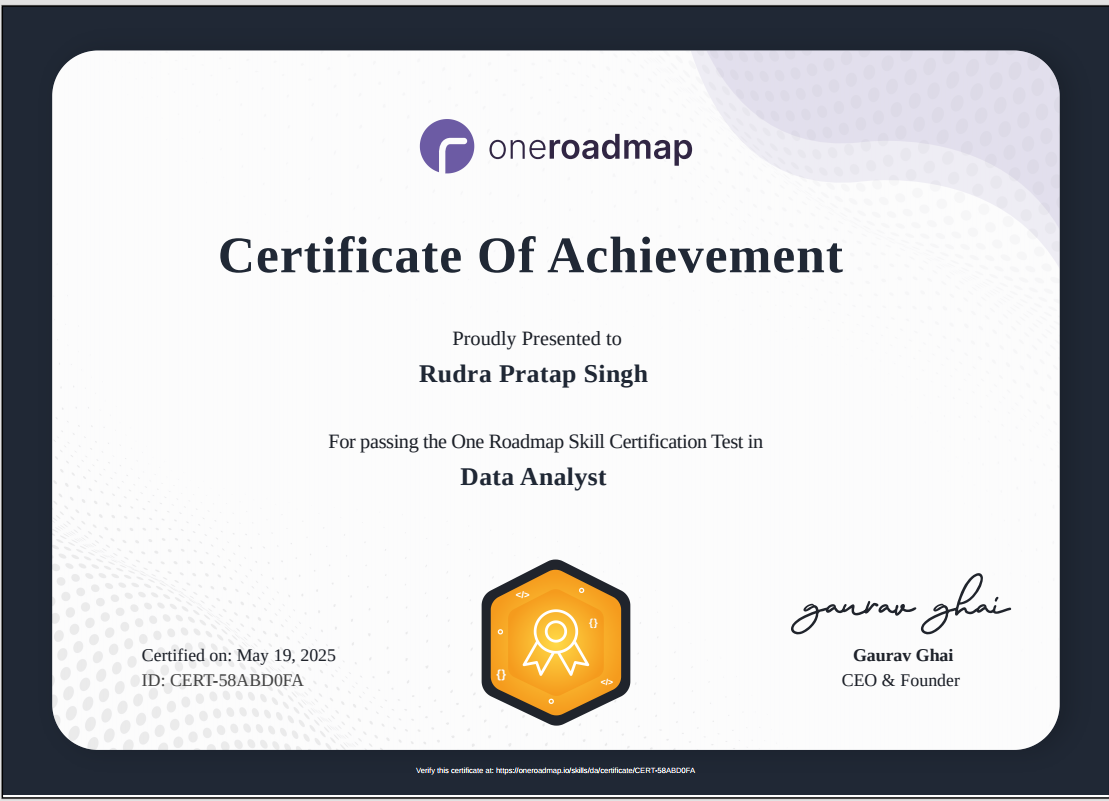 oneroadmap
Certificate Of Achievement
Proudly Presented to
Rudra Pratap Singh
For passing the One Roadmap Skill Certification Test in
Data Analyst
</>
{}
{}
</>
gaurav ghai
Certified on: May 19, 2025
ID: CERT-58ABD0FA
Gaurav Ghai
CEO & Founder
Verify this certificate at: https://oneroadmap.io/skills/da/certificate/CERT-58ABD0FA